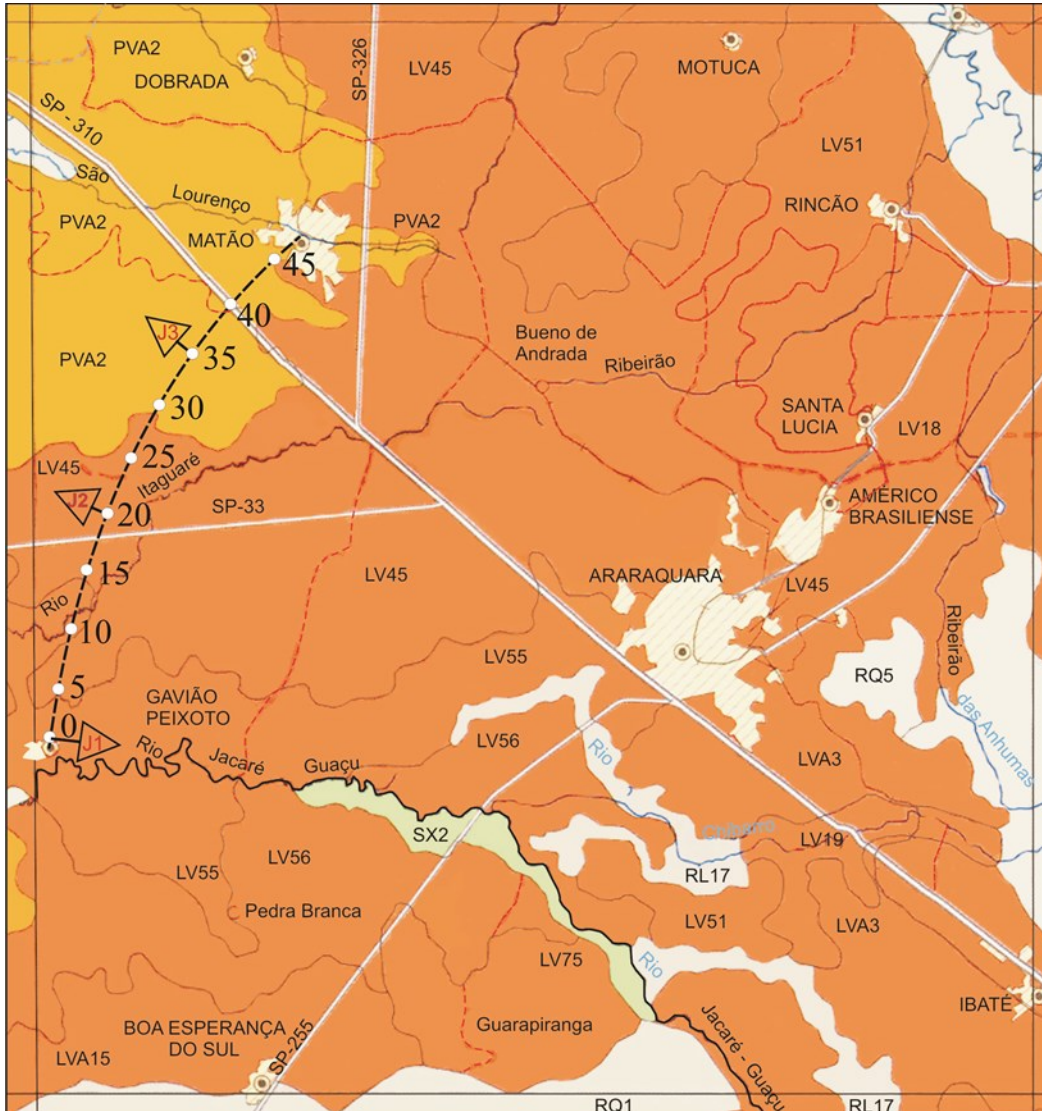 PVA2
DOBRADA
SP-326
LV45
MOTUCA
SP - 310
LV51
São
Lourenço
RINCÃO
PVA2
MATÃO
PVA2
45
40
J3
35
PVA2
Bueno de
Andrada
Ribeirão
30
SANTA
LUCIA
LV18
25
LV45
Itaguaré
J2
20
SP-33
AMÉRICO
BRASILIENSE
15
LV45
ARARAQUARA
LV45
Rio
10
Ribeirão
LV55
RQ5
5
GAVIÃO
PEIXOTO
das Anhumas
0
J1
Rio
Jacaré
Guaçu
LV56
Rio
LVA3
SX2
Chibarro
LV19
LV55
LV56
RL17
Pedra Branca
LV51
LVA3
LV75
Rio
IBATÉ
Guarapiranga
Jacaré - Guaçu
BOA ESPERANÇA
DO SUL
SP-255
LVA15
RQ1
RL17